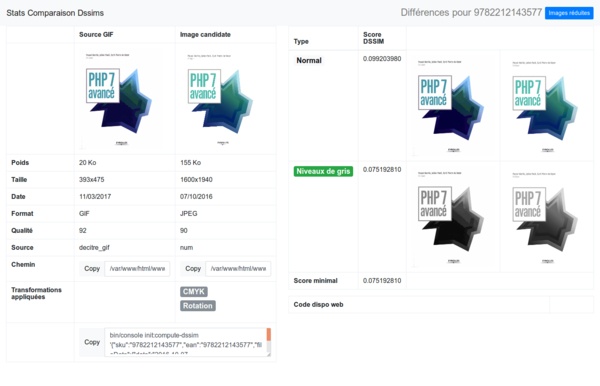 Stats Comparaison Dssims
Différences pour 9782212143577
Images réduites
Source GIF
Image candidate
PHP 7
avancé
PHP 7
avancé
Poids
20 Ko
155 Ko
Taille
393x475
1600x1940
Date
11/03/2017
07/10/2016
Format
GIF
JPEG
Qualité
92
90
Source
decitre_gif
num
Chemin
Copy
/var/www/html/www
Copy
/var/www/html/www
Transformations
appliquées
CMYK
Rotation
Copy
bin/console init:compute-dssim
'{"sku":"9782212143577","ean":"9782212143577","file
Type
Score
DSSIM
Normal
0.099203980
PHP 7
avancé
PHP 7
avancé
Niveaux de gris
0.075192810
PHP 7
avancé
PHP 7
avancé
Score minimal
0.075192810
Code dispo web